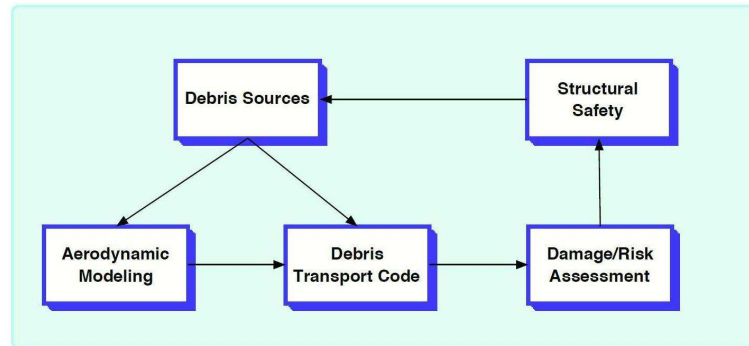 Debris Sources
Structural
Safety
Aerodynamic
Modeling
Debris
Transport Code
Damage/Risk
Assessment